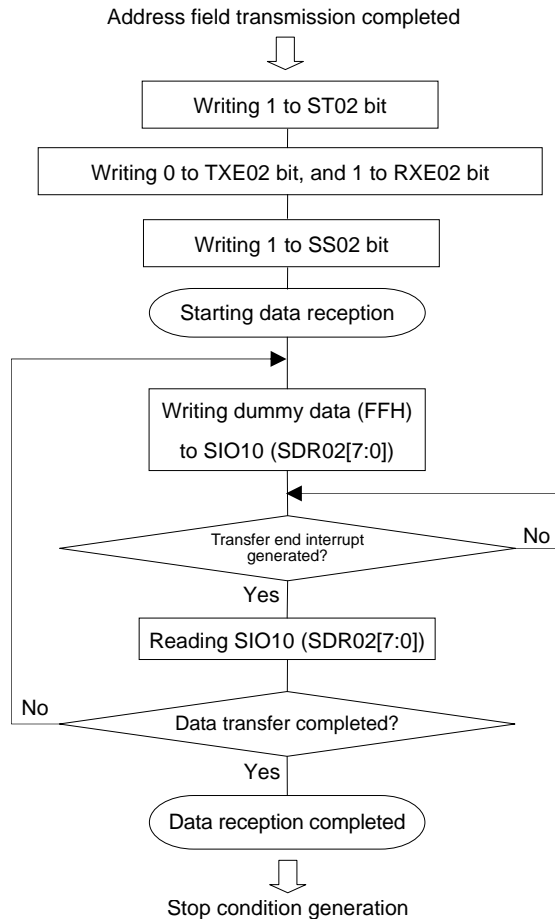 Address field transmission completed
Writing 1 to ST02 bit
Writing 0 to TXE02 bit, and 1 to RXE02 bit
Writing 1 to SS02 bit
Starting data reception
Writing dummy data (FFH)
to SIO10 (SDR02[7:0])
Transfer end interrupt
generated?
No
Yes
Reading SIO10 (SDR02[7:0])
No
Data transfer completed?
Yes
Data reception completed
Stop condition generation